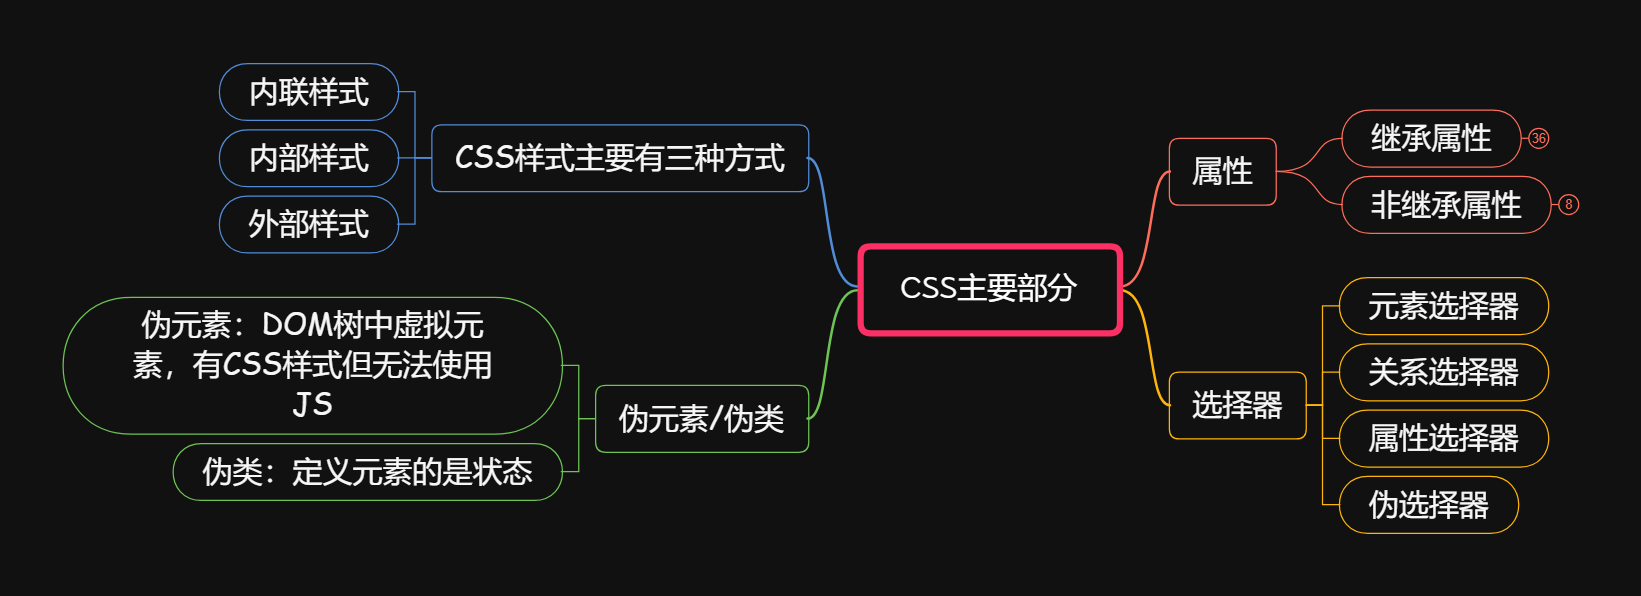 CSS主要部分
CSS样式主要有三种方式
内联样式
内部样式
外部样式
伪元素/伪类
伪元素：DOM树中虚拟元
素，有CSS样式但无法使用
JS
伪类：定义元素的是状态
属性
继承属性
36
非继承属性
8
选择器
元素选择器
关系选择器
属性选择器
伪选择器